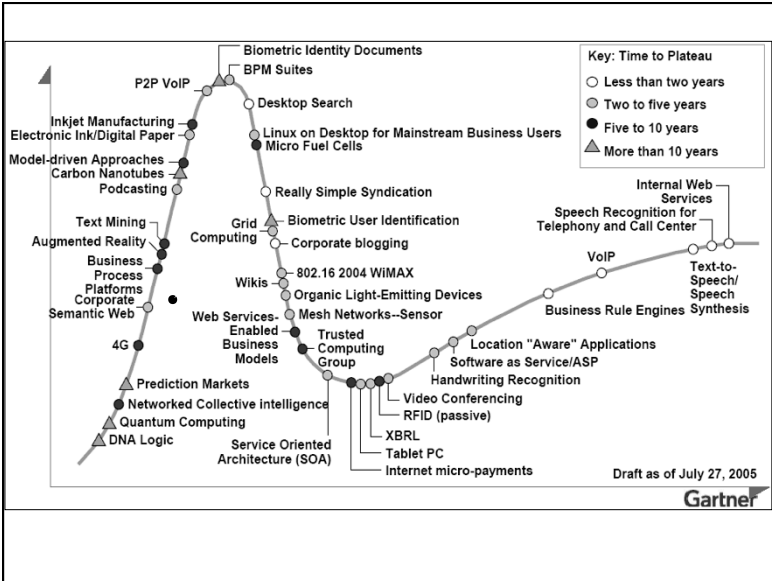 Biometric Identity Documents
BPM Suites
P2P VoIP
Desktop Search
Inkjet Manufacturing
Electronic Ink/Digital Paper
Linux on Desktop for Mainstream Business Users
Micro Fuel Cells
Model-driven Approaches
Carbon Nanotubes
Podcasting
Really Simple Syndication
Biometric User Identification
Grid
Computing
Corporate blogging
Text Mining
Augmented Reality
Business
Process
Platforms
Corporate
Semantic Web
802.16 2004 WiMAX
Wikis
Organic Light-Emitting Devices
Mesh Networks--Sensor
Web Services-
Enabled
Business
Models
Trusted
Computing
Group
4G
Prediction Markets
Networked Collective intelligence
Quantum Computing
DNA Logic
Service Oriented
Architecture (SOA)
Video Conferencing
RFID (passive)
XBRL
Tablet PC
Internet micro-payments
Handwriting Recognition
Software as Service/ASP
Location "Aware" Applications
Business Rule Engines
VoIP
Text-to-
Speech/
Speech
Synthesis
Speech Recognition for
Telephony and Call Center
Internal Web
Services
Key: Time to Plateau
Less than two years
Two to five years
Five to 10 years
More than 10 years
Draft as of July 27, 2005
Gartner